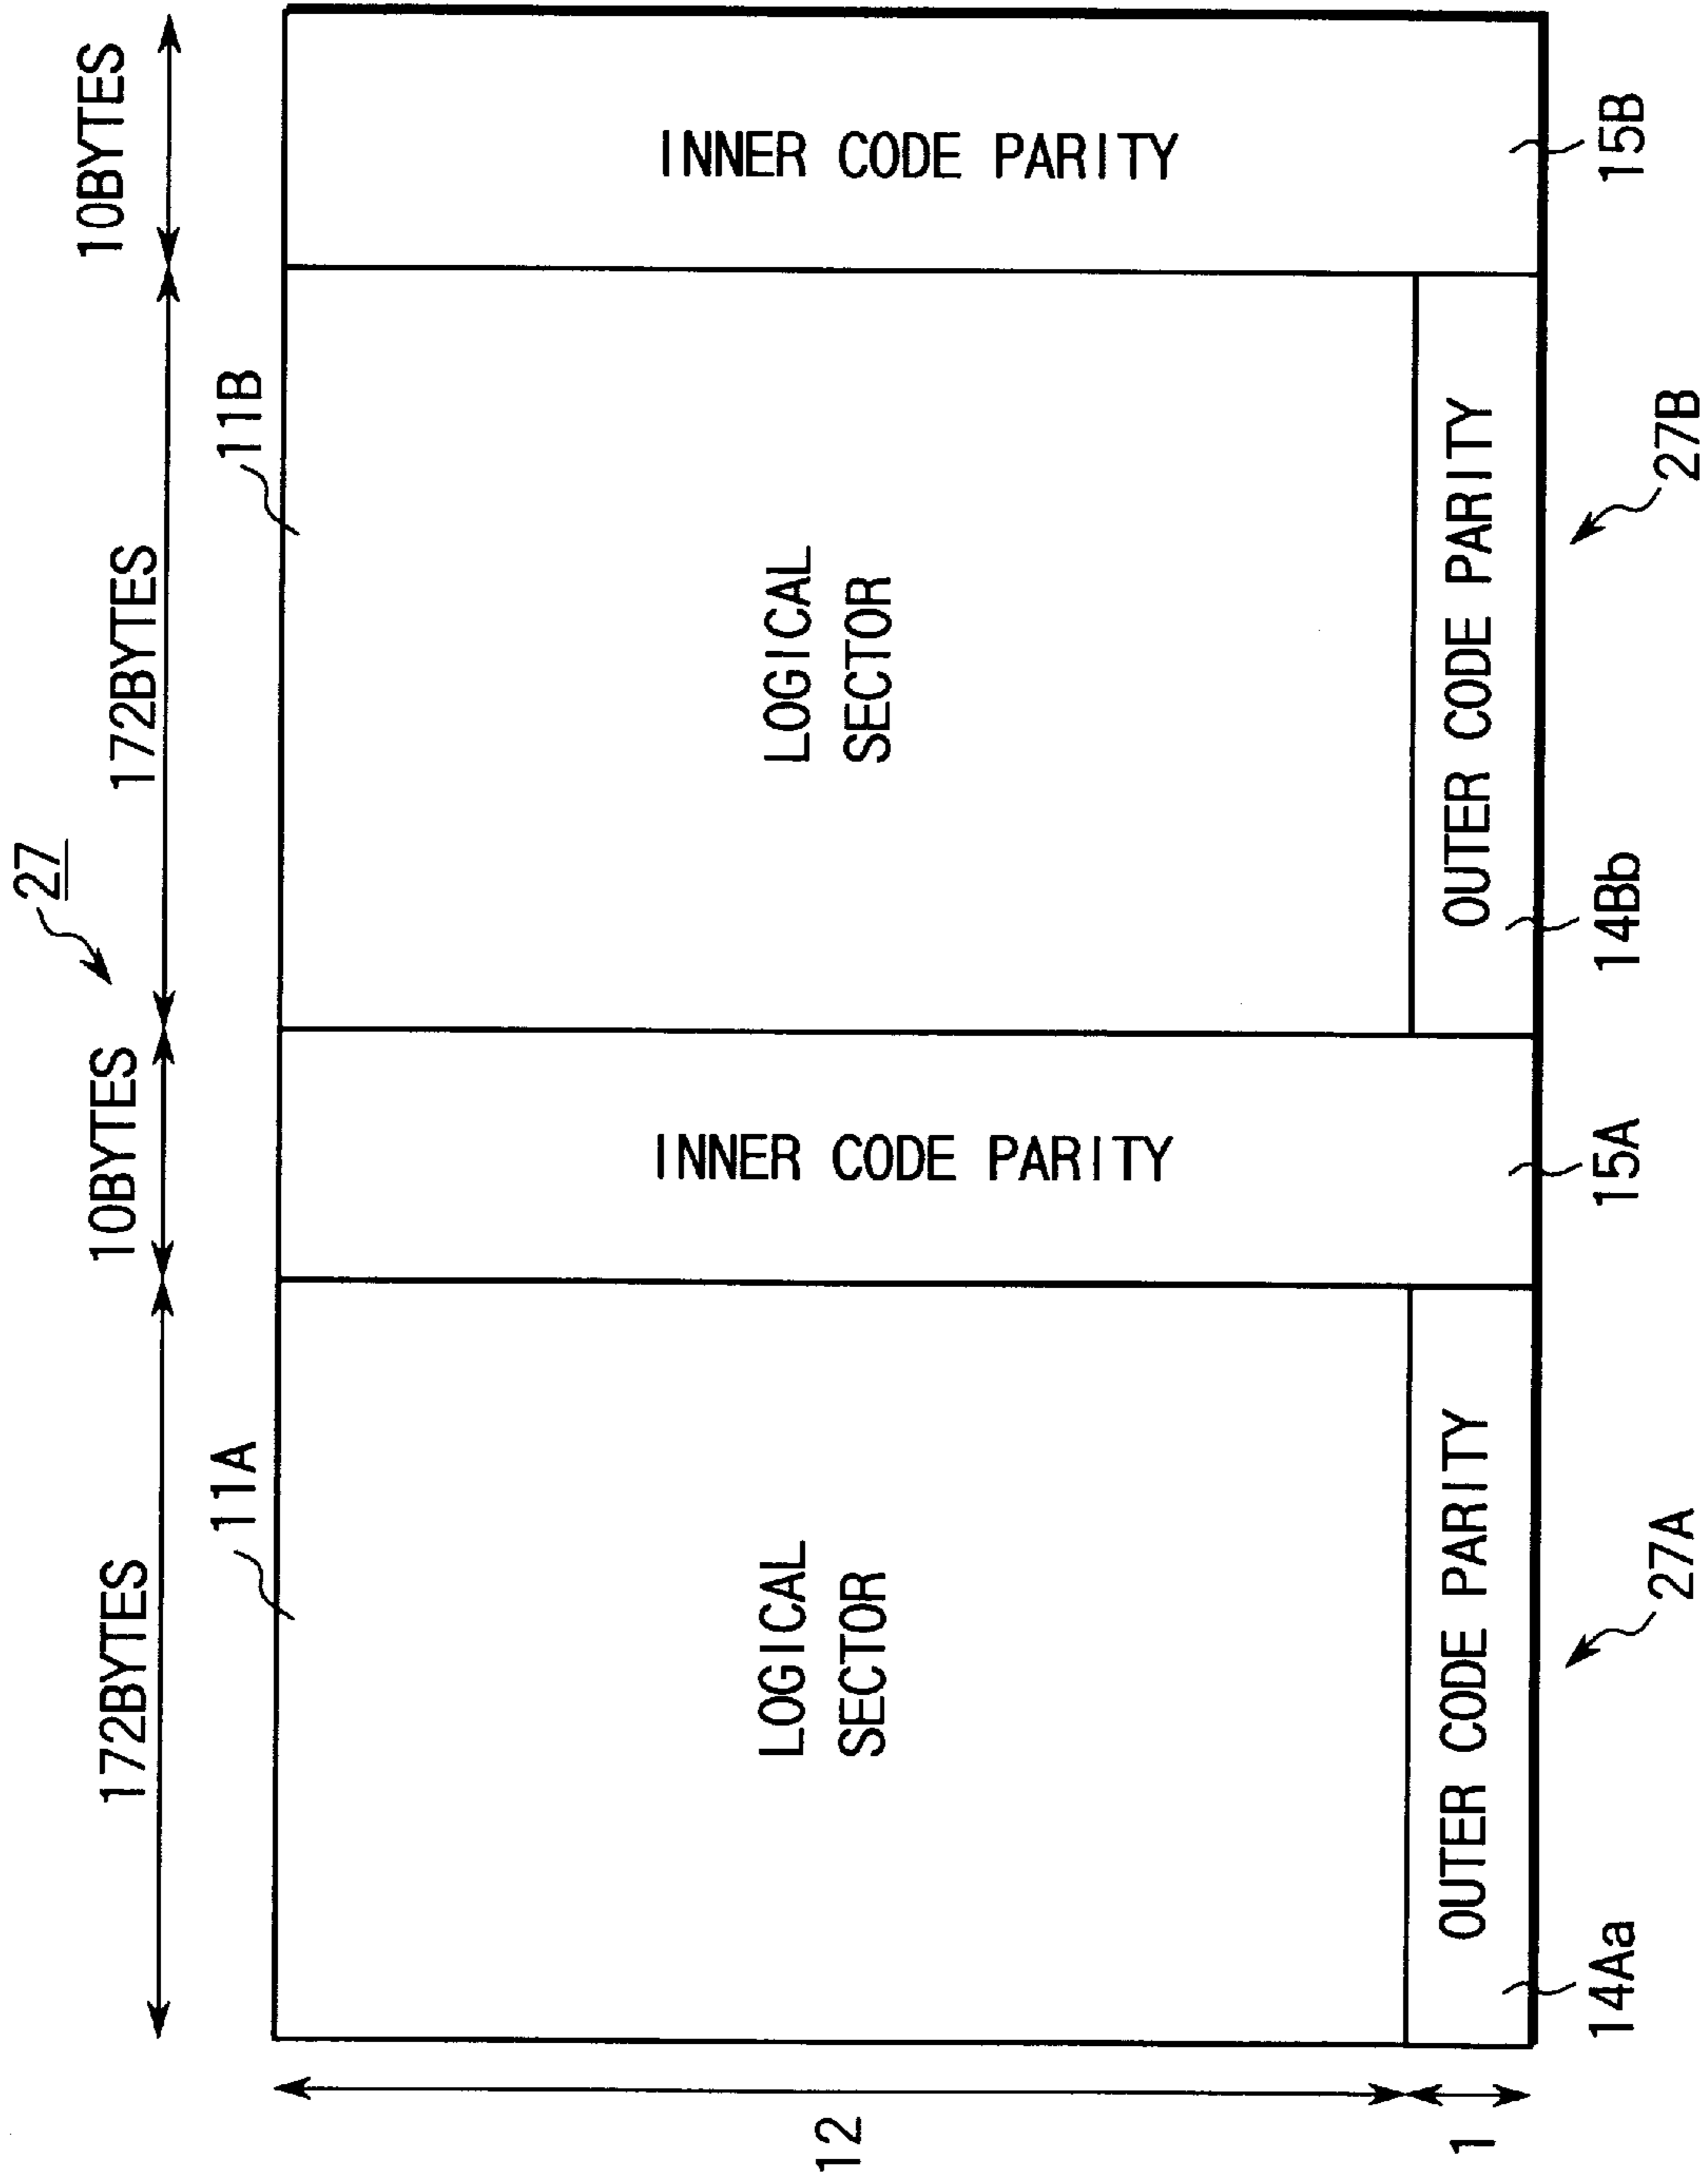 27
172BYTES
10BYTES
172BYTES
10BYTES
11A
11B
12
LOGICAL
SECTOR
INNER CODE PARITY
LOGICAL
SECTOR
INNER CODE PARITY
1
OUTER CODE PARITY
OUTER CODE PARITY
14Aa
15A
14Bb
15B
27A
27B